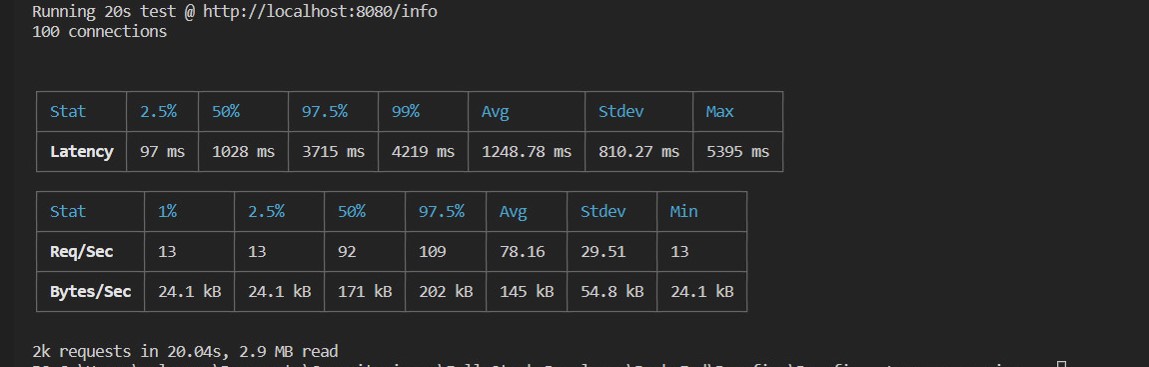 Running 20s test @ http://localhost:8080/info
100 connections
Stat 2.5% 50% 97.5% 99% Avg Stdev Max
Latency 97 ms 1028 ms 3715 ms 4219 ms 1248.78 ms 810.27 ms 5395 ms
Stat 1% 2.5% 50% 97.5% Avg Stdev Min
Req/Sec 13 13 92 109 78.16 29.51 13
Bytes/Sec 24.1 kB 24.1 kB 171 kB 202 kB 145 kB 54.8 kB 24.1 kB
2k requests in 20.04s, 2.9 MB read